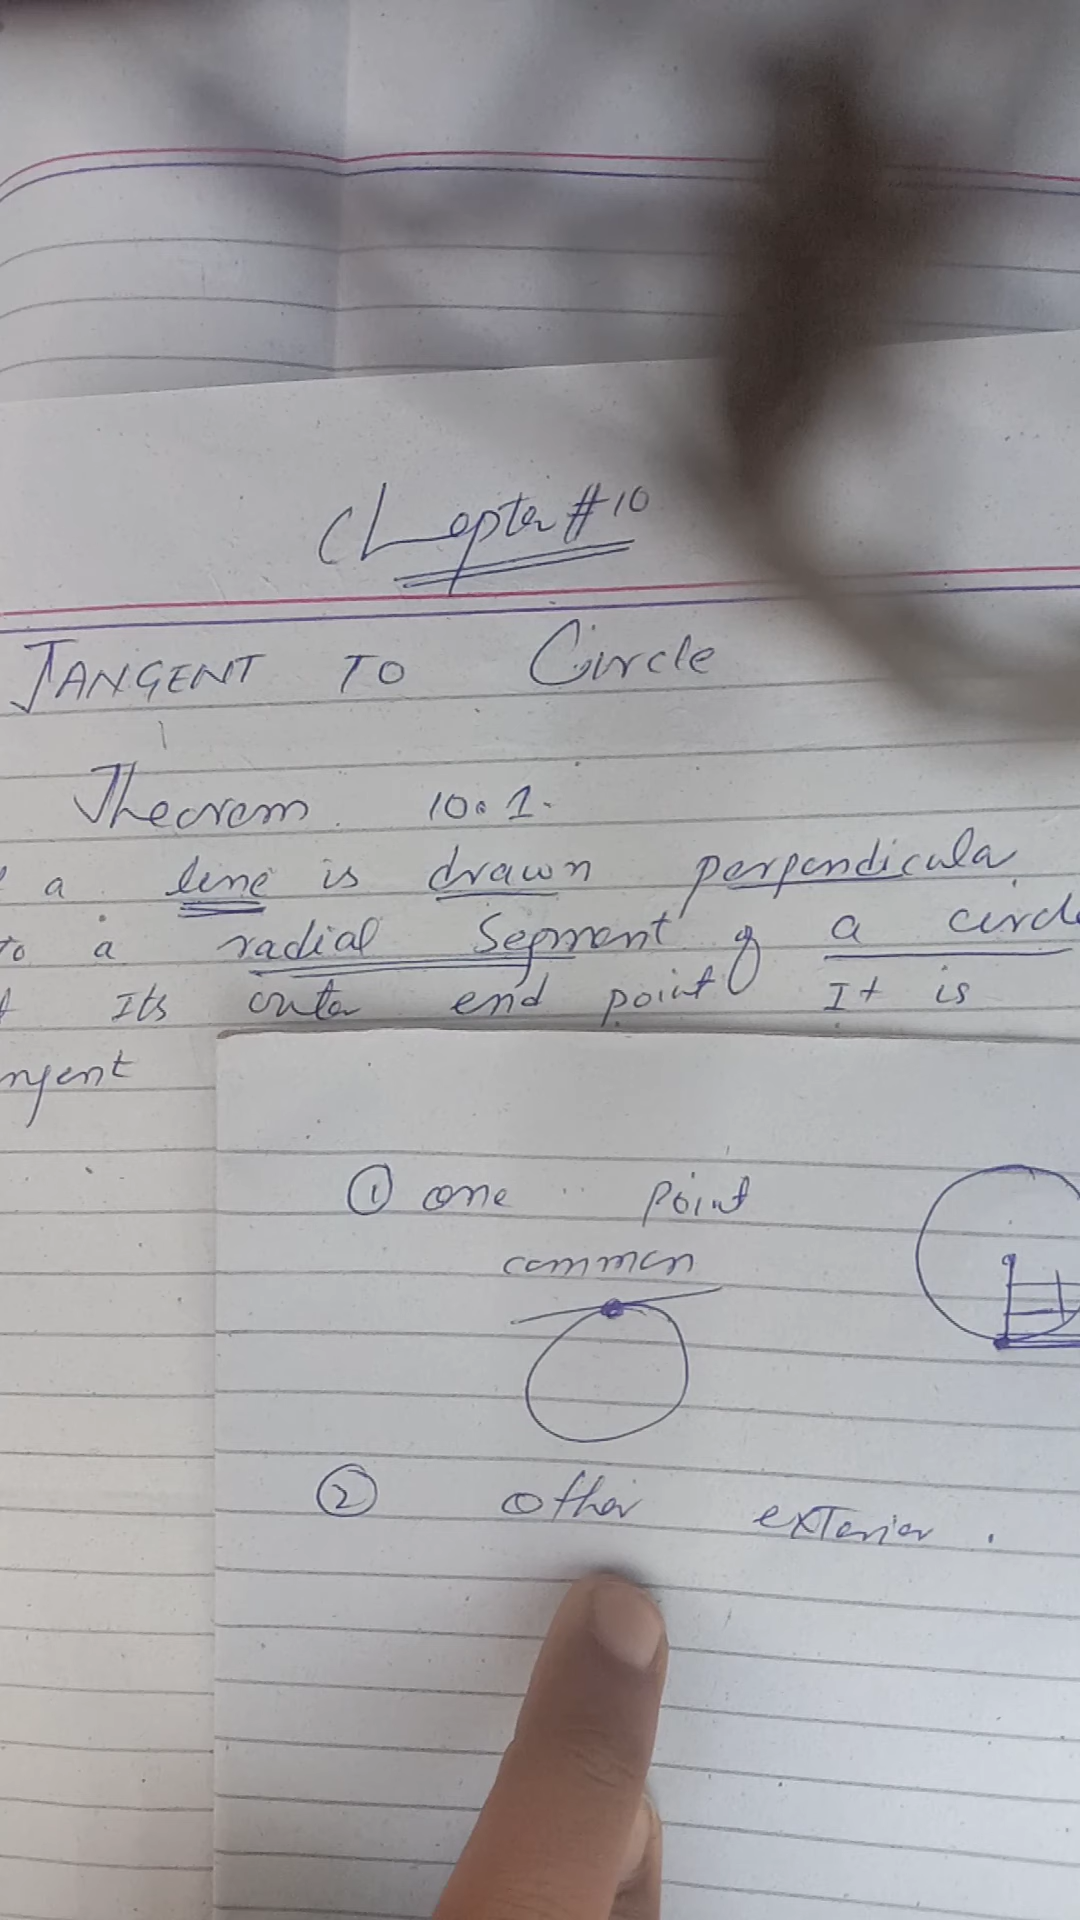 Chapter #10
TANGENT TO Circle
Theorem 10.1.
a line is drawn perpendicula
to a radial Segment of a circle
Its outer end point It is
ngent
① one point
common
② other exterior.